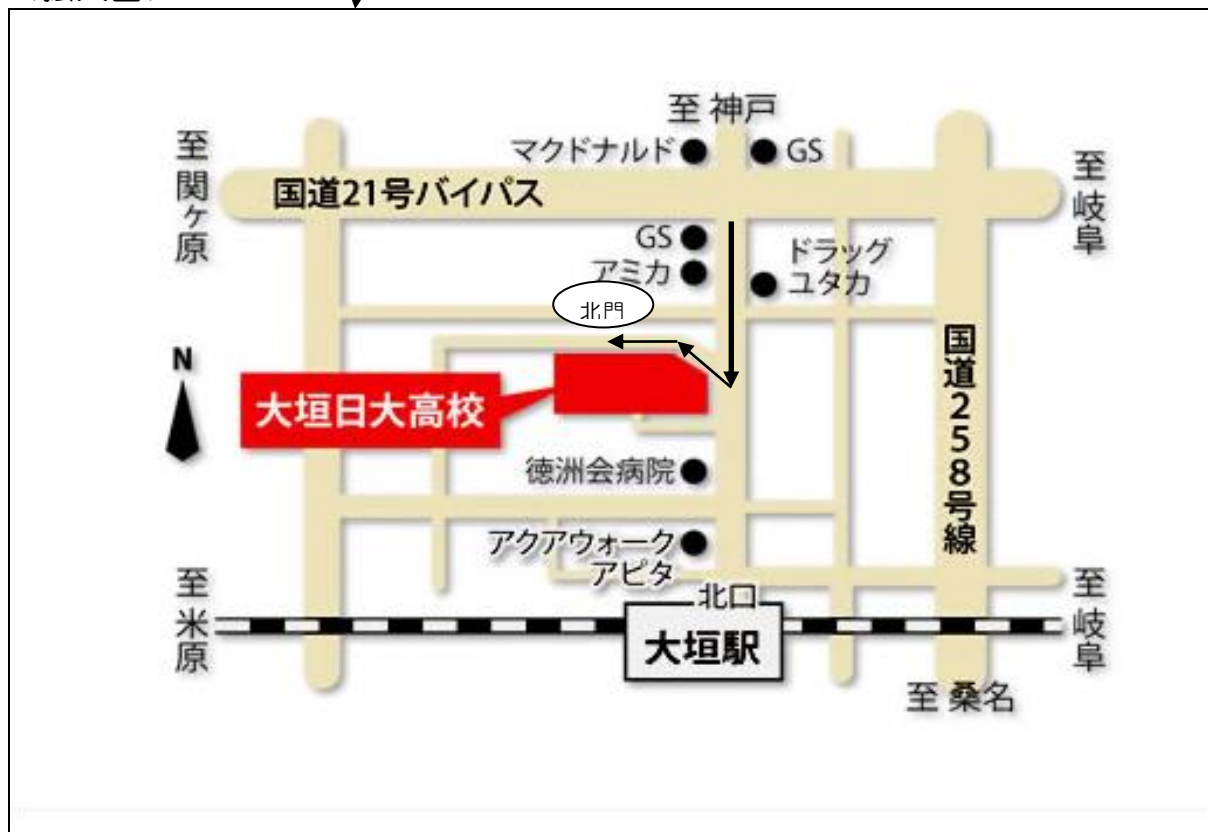 至 神戸
マクドナルド
GS
至関ヶ原
国道21号バイパス
至岐阜
GS
アミカ
ドラッグ
ユタカ
北門
N
国道258号線
大垣日大高校
徳洲会病院
アクアウォーク
アピタ
至米原
北口
大垣駅
至岐阜
至 桑名